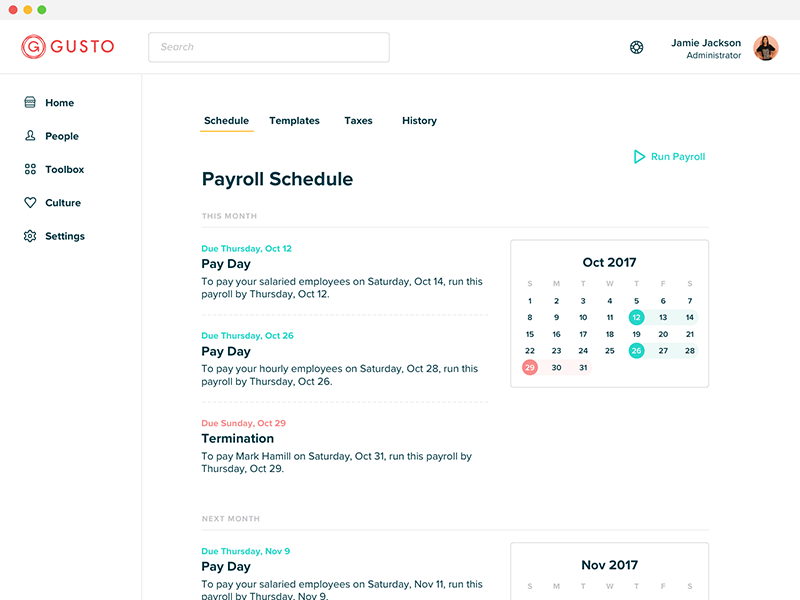 GUSTO
Search
Jamie Jackson
Administrator
Home
People
Toolbox
Culture
Settings
Schedule Templates Taxes History
Run Payroll
Payroll Schedule
THIS MONTH
Due Thursday, Oct 12
Pay Day
To pay your salaried employees on Saturday, Oct 14, run this
payroll by Thursday, Oct 12.
Due Thursday, Oct 26
Pay Day
To pay your hourly employees on Saturday, Oct 28, run this
payroll by Thursday, Oct 26.
Due Sunday, Oct 29
Termination
To pay Mark Hamill on Saturday, Oct 31, run this payroll by
Thursday, Oct 29.
Oct 2017
S M T W T F S
1 2 3 4 5 6 7
8 9 10 11 12 13 14
15 16 17 18 19 20 21
22 23 24 25 26 27 28
29 30 31
NEXT MONTH
Due Thursday, Nov 9
Pay Day
To pay your salaried employees on Saturday, Nov 11, run this
payroll by Thursday, Nov 9.
Nov 2017
S M T W T F S